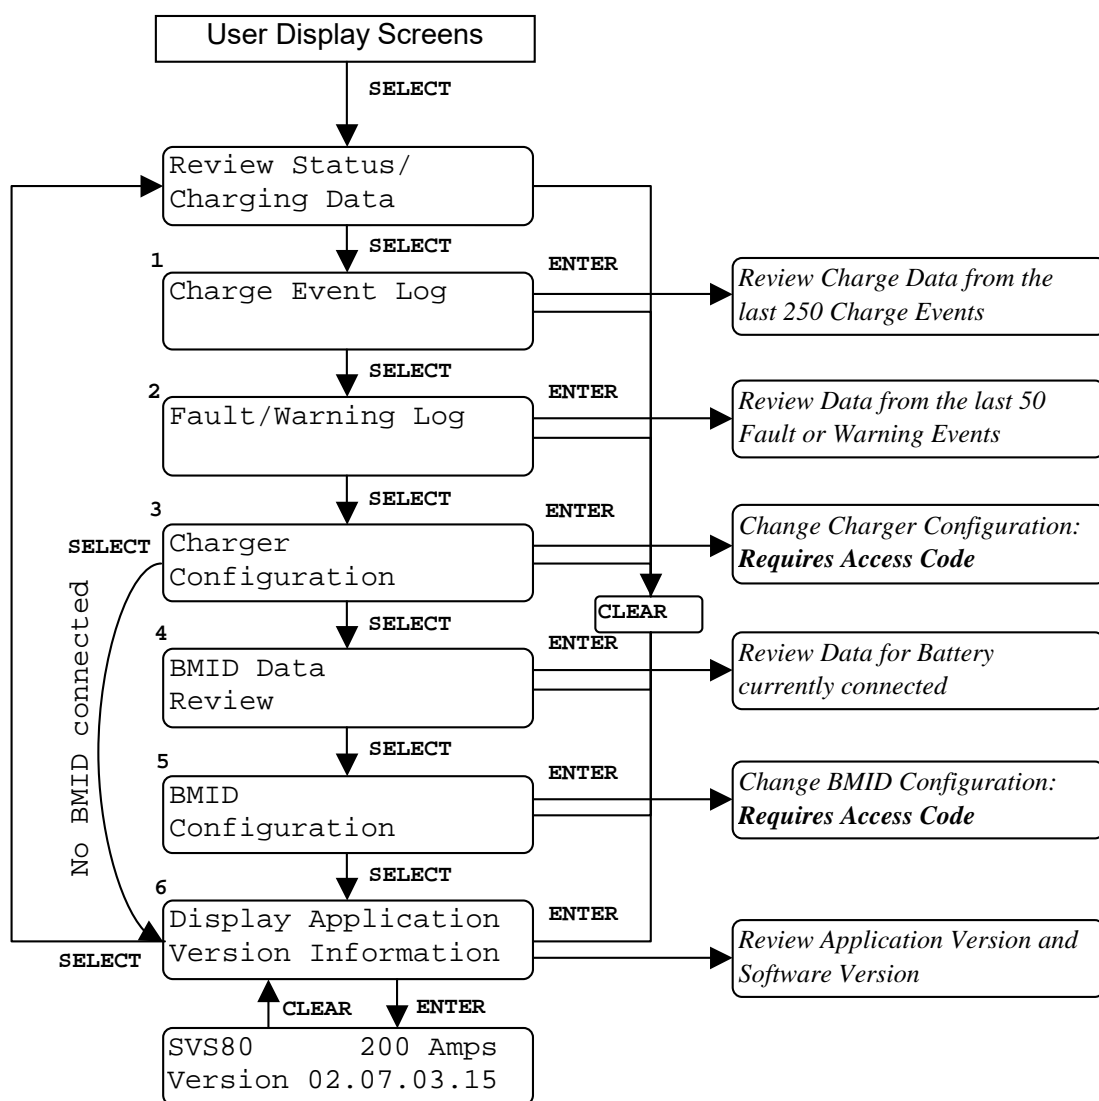 User Display Screens
SELECT
Review Status/
Charging Data
SELECT
1
ENTER
Charge Event Log
Review Charge Data from the
last 250 Charge Events
SELECT
2
ENTER
Fault/Warning Log
Review Data from the last 50
Fault or Warning Events
SELECT
3
ENTER
SELECT
Charger
Configuration
Change Charger Configuration:
Requires Access Code
No BMID connected
CLEAR
SELECT
4
ENTER
BMID Data
Review
Review Data for Battery
currently connected
SELECT
5
ENTER
BMID
Configuration
Change BMID Configuration:
Requires Access Code
SELECT
6
ENTER
Display Application
Version Information
SELECT
Review Application Version and
Software Version
CLEAR
ENTER
SVS80 200 Amps
Version 02.07.03.15